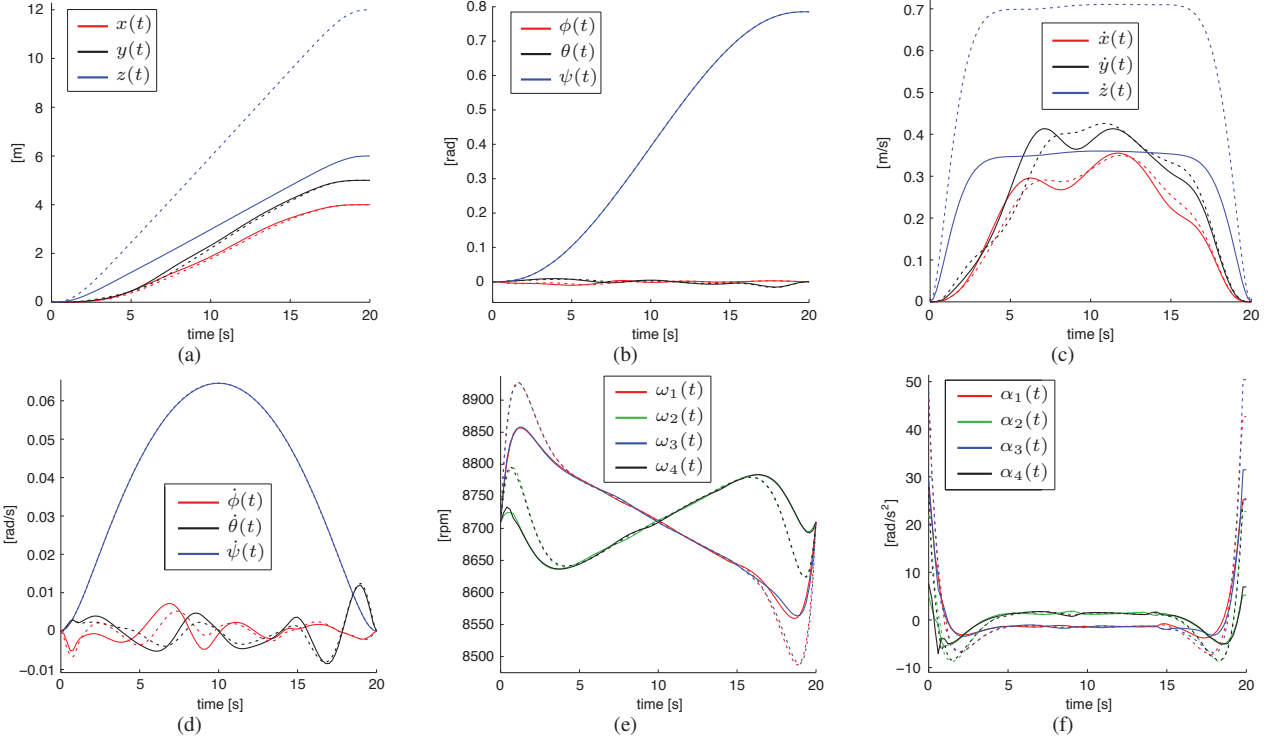 12
10
8
6
4
2
0
[m]
x(t)
y(t)
z(t)
0
5
10
15
20
time [s]
(a)
0.8
0.7
0.6
0.5
0.4
0.3
0.2
0.1
0
[rad]
ϕ(t)
θ(t)
ψ(t)
0
5
10
15
20
time [s]
(b)
0.7
0.6
0.5
0.4
0.3
0.2
0.1
0
[m/s]
ẋ(t)
ẏ(t)
ż(t)
0
5
10
15
20
time [s]
(c)
0.06
0.05
0.04
0.03
0.02
0.01
0
−0.01
[rad/s]
ϕ̇(t)
θ̇(t)
ψ̇(t)
0
5
10
15
20
time [s]
(d)
8900
8850
8800
8750
8700
8650
8600
8550
8500
[rpm]
ω₁(t)
ω₂(t)
ω₃(t)
ω₄(t)
0
5
10
15
20
time [s]
(e)
50
40
30
20
10
0
−10
[rad/s²]
α₁(t)
α₂(t)
α₃(t)
α₄(t)
0
5
10
15
20
time [s]
(f)